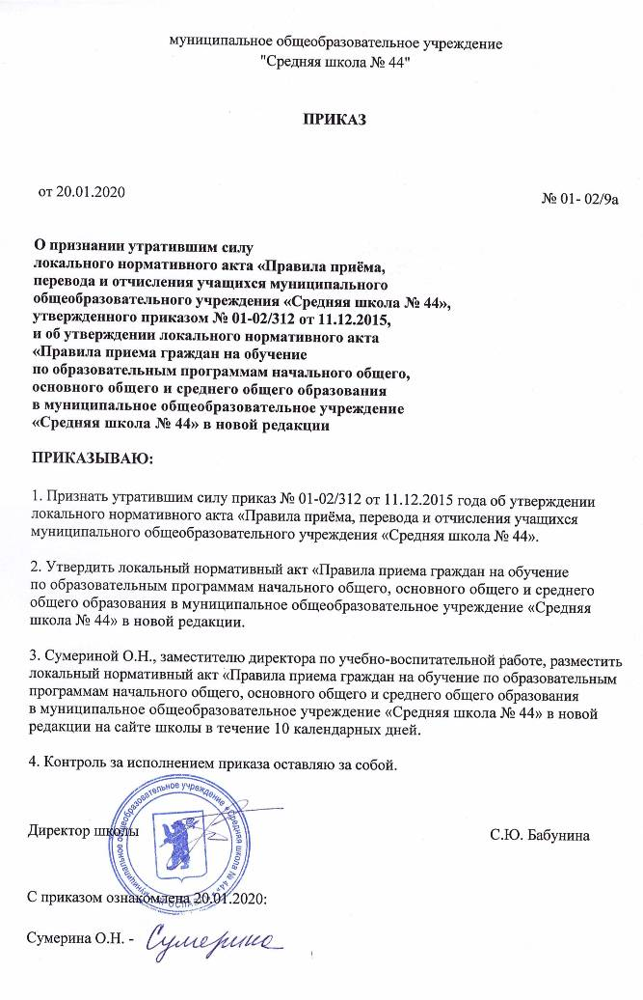 муниципальное общеобразовательное учреждение
"Средняя школа № 44"
ПРИКАЗ
от 20.01.2020
№ 01- 02/9а
О признании утратившим силу
локального нормативного акта «Правила приёма,
перевода и отчисления учащихся муниципального
общеобразовательного учреждения «Средняя школа № 44»,
утвержденного приказом № 01-02/312 от 11.12.2015,
и об утверждении локального нормативного акта
«Правила приема граждан на обучение
по образовательным программам начального общего,
основного общего и среднего общего образования
в муниципальное общеобразовательное учреждение
«Средняя школа № 44» в новой редакции
ПРИКАЗЫВАЮ:
1. Признать утратившим силу приказ № 01-02/312 от 11.12.2015 года об утверждении
локального нормативного акта «Правила приёма, перевода и отчисления учащихся
муниципального общеобразовательного учреждения «Средняя школа № 44».
2. Утвердить локальный нормативный акт «Правила приема граждан на обучение
по образовательным программам начального общего, основного общего и среднего
общего образования в муниципальное общеобразовательное учреждение «Средняя
школа № 44» в новой редакции.
3. Сумериной О.Н., заместителю директора по учебно-воспитательной работе, разместить
локальный нормативный акт «Правила приема граждан на обучение по образовательным
программам начального общего, основного общего и среднего общего образования
в муниципальное общеобразовательное учреждение «Средняя школа № 44» в новой
редакции на сайте школы в течение 10 календарных дней.
4. Контроль за исполнением приказа оставляю за собой.
муниципальное общеобразовательное учреждение «Средняя школа № 44»
Директор школы
С.Ю. Бабунина
С приказом ознакомлена 20.01.2020:
Сумерина О.Н. - Сумерина